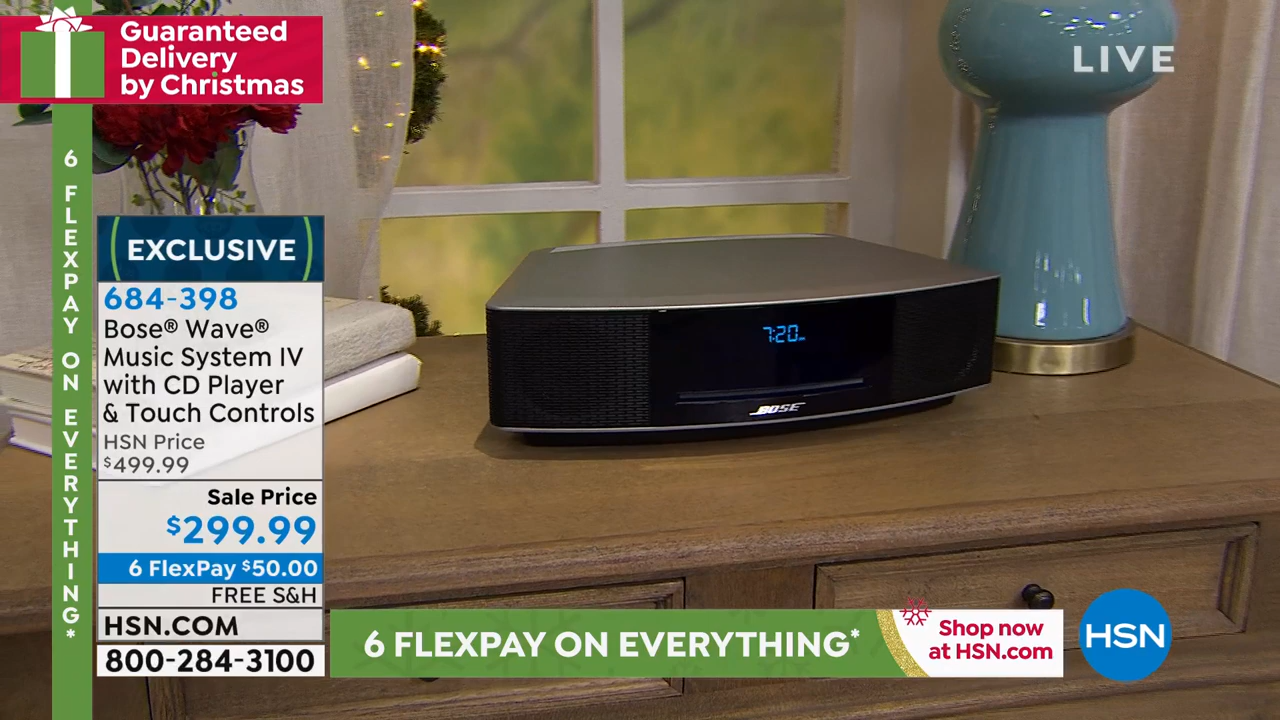 Guaranteed
Delivery
by Christmas
LIVE
6 FLEXPAY ON EVERYTHING*
EXCLUSIVE
684-398
Bose® Wave®
Music System IV
with CD Player
& Touch Controls
HSN Price
$499.99
Sale Price
$299.99
6 FlexPay $50.00
FREE S&H
HSN.COM
800-284-3100
7:20
BOSE
6 FLEXPAY ON EVERYTHING*
Shop now
at HSN.com
HSN